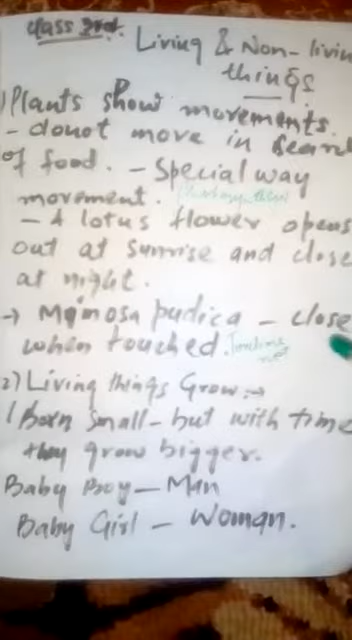 class 3rd.
Living & Non-living
things
1) Plants show movements.
- donot move in Search
of food. - Special way
movement.
- A lotus flower opens
out at sunrise and close
at night.
→ Mimosa pudica - close
when touched.
2) Living things Grow :→
Born small - but with time
they grow bigger.
Baby Boy - Man
Baby Girl - Woman.